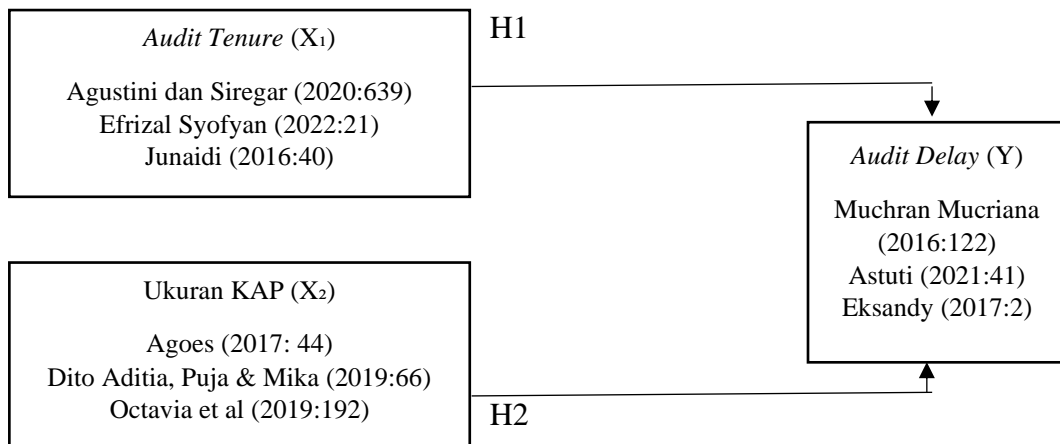 Audit Tenure (X₁)
Agustini dan Siregar (2020:639)
Efrizal Syofyan (2022:21)
Junaidi (2016:40)
H1
Audit Delay (Y)
Muchran Mucriana
(2016:122)
Astuti (2021:41)
Eksandy (2017:2)
Ukuran KAP (X₂)
Agoes (2017: 44)
Dito Aditia, Puja & Mika (2019:66)
Octavia et al (2019:192)
H2